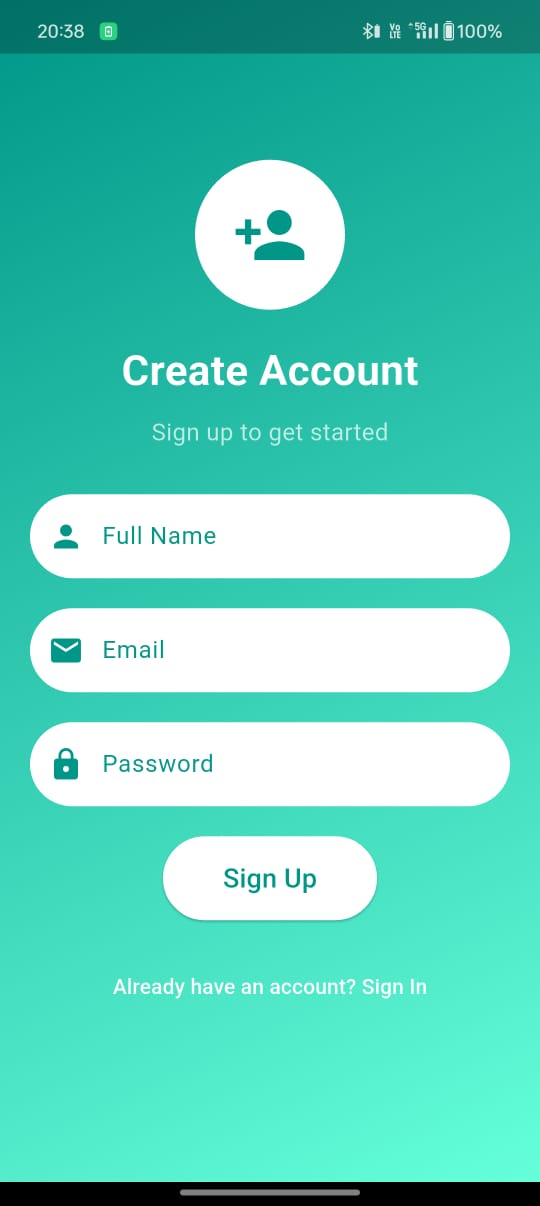 20:38 Vo LTE 5G 100%
Create Account
Sign up to get started
Full Name
Email
Password
Sign Up
Already have an account? Sign In